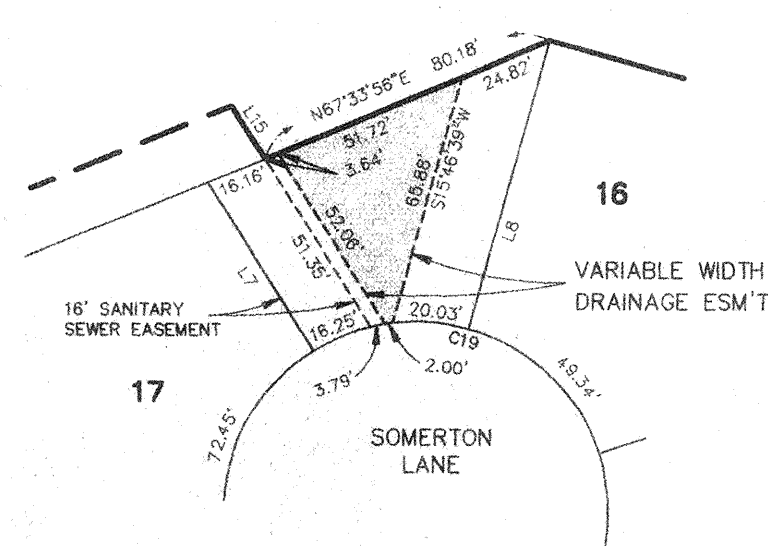 N67°33'56"E 80.18'
L15
24.82'
51.72'
3.64'
16.16'
65.88'
S15°46'39"W
16
52.06'
51.35'
L8
L7
VARIABLE WIDTH
DRAINAGE ESM'T
16' SANITARY
SEWER EASEMENT
20.03'
16.25'
C19
2.00'
3.79'
49.34'
17
72.45'
SOMERTON
LANE